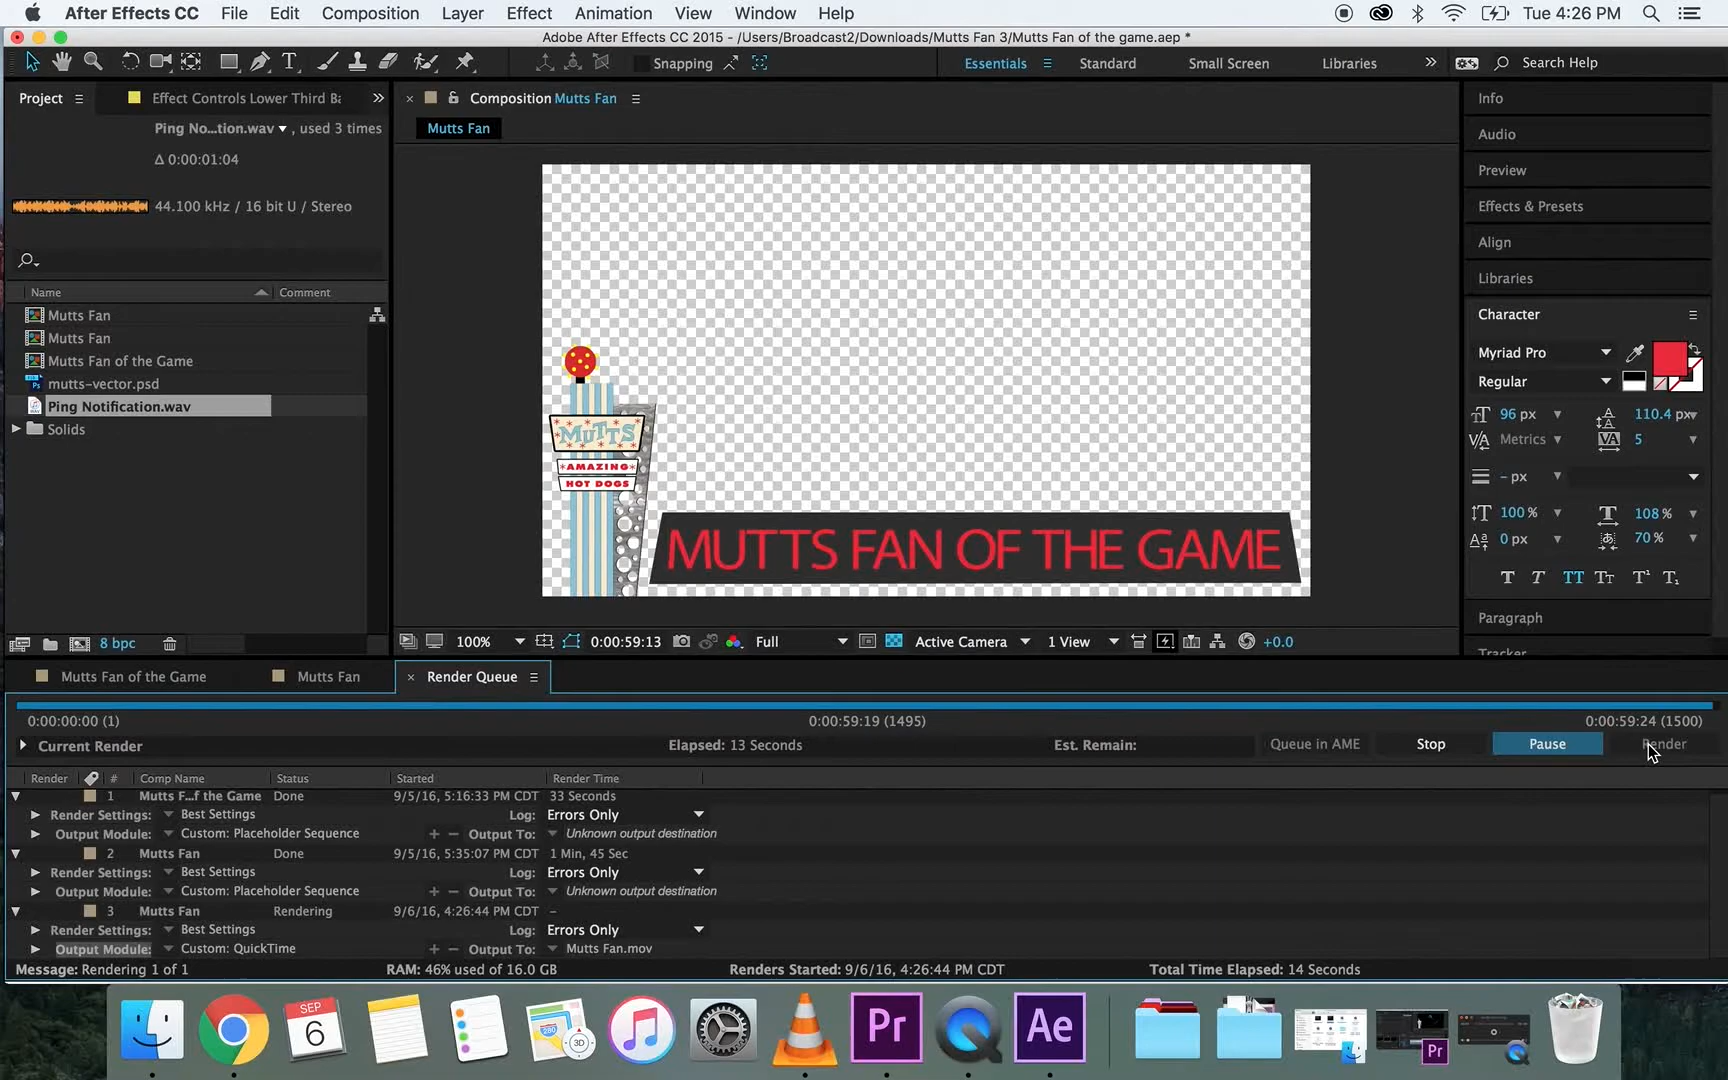 After Effects CC File Edit Composition Layer Effect Animation View Window Help Tue 4:26 PM
Adobe After Effects CC 2015 - /Users/Broadcast2/Downloads/Mutts Fan 3/Mutts Fan of the game.aep *
Snapping Essentials Standard Small Screen Libraries Search Help
Project Effect Controls Lower Third Ba
Composition Mutts Fan
Mutts Fan
Ping No...tion.wav , used 3 times
Δ 0:00:01:04
44.100 kHz / 16 bit U / Stereo
Name Comment
Mutts Fan
Mutts Fan
Mutts Fan of the Game
mutts-vector.psd
Ping Notification.wav
Solids
8 bpc
MUTTS
AMAZING
HOT DOGS
MUTTS FAN OF THE GAME
100% 0:00:59:13 Full Active Camera 1 View +0.0
Info
Audio
Preview
Effects & Presets
Align
Libraries
Character
Myriad Pro
Regular
96 px 110.4 px
Metrics 5
- px
100 % 108 %
0 px 70 %
T T TT Tt T¹ T₁
Paragraph
Tracker
Mutts Fan of the Game Mutts Fan Render Queue
0:00:00:00 (1) 0:00:59:19 (1495) 0:00:59:24 (1500)
Current Render Elapsed: 13 Seconds Est. Remain: Queue in AME Stop Pause Render
Render # Comp Name Status Started Render Time
1 Mutts F...f the Game Done 9/5/16, 5:16:33 PM CDT 33 Seconds
Render Settings: Best Settings Log: Errors Only
Output Module: Custom: Placeholder Sequence + − Output To: Unknown output destination
2 Mutts Fan Done 9/5/16, 5:35:07 PM CDT 1 Min, 45 Sec
Render Settings: Best Settings Log: Errors Only
Output Module: Custom: Placeholder Sequence + − Output To: Unknown output destination
3 Mutts Fan Rendering 9/6/16, 4:26:44 PM CDT –
Render Settings: Best Settings Log: Errors Only
Output Module: Custom: QuickTime + − Output To: Mutts Fan.mov
Message: Rendering 1 of 1 RAM: 46% used of 16.0 GB Renders Started: 9/6/16, 4:26:44 PM CDT Total Time Elapsed: 14 Seconds
SEP
6
280
3D
Pr
Ae
Pr